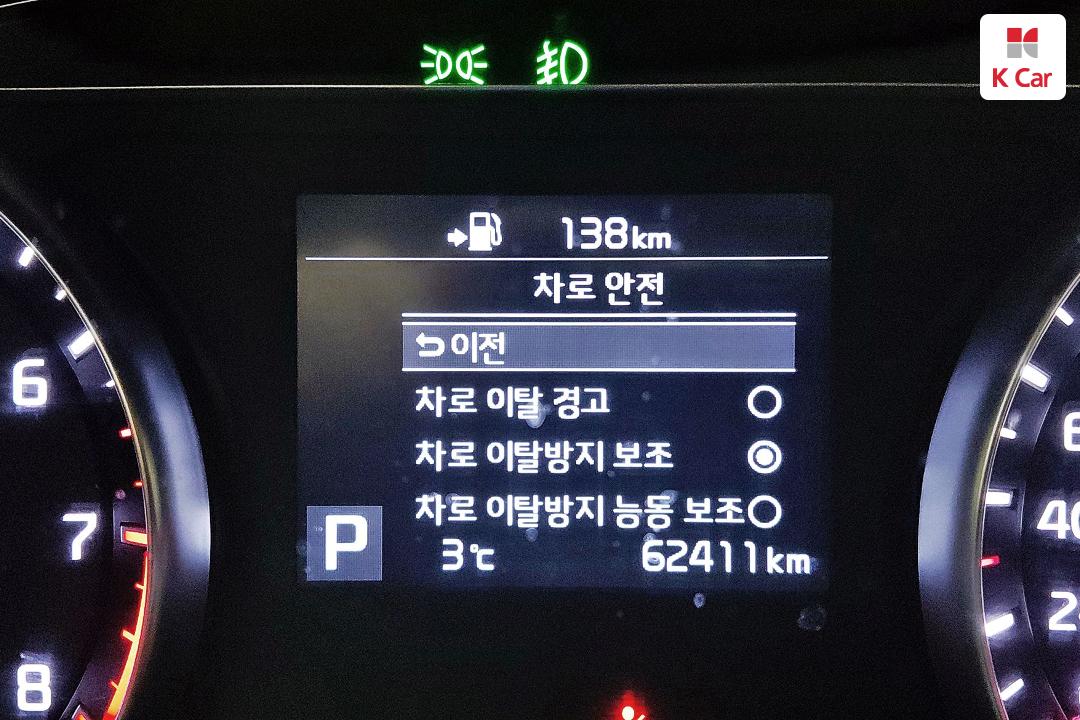 K Car
138km
차로 안전
이전
차로 이탈 경고
차로 이탈방지 보조
차로 이탈방지 능동 보조
P
3℃
62411km
6
7
8
40